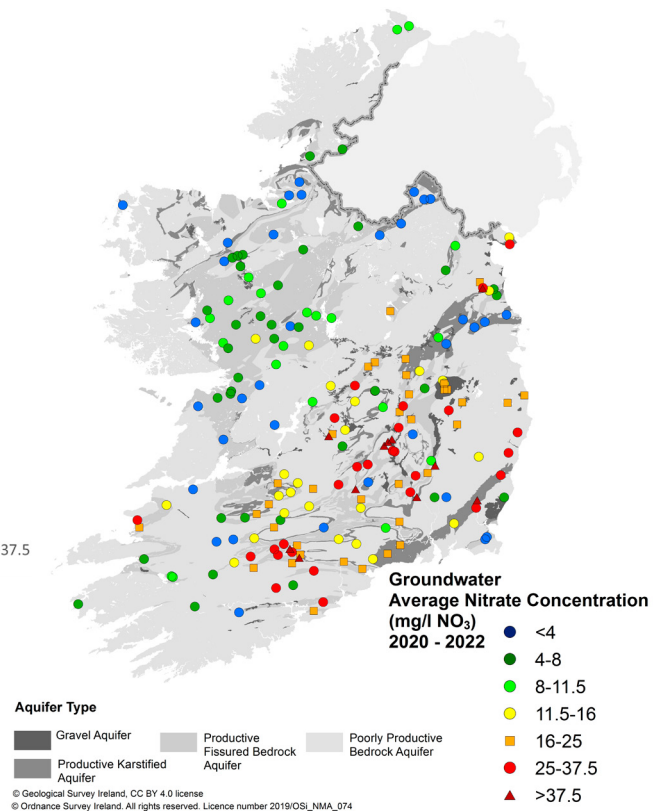 37.5
Groundwater
Average Nitrate Concentration
(mg/l NO₃)
2020 - 2022
<4
4-8
8-11.5
11.5-16
16-25
25-37.5
>37.5
Aquifer Type
Gravel Aquifer
Productive Karstified
Aquifer
Productive
Fissured Bedrock
Aquifer
Poorly Productive
Bedrock Aquifer
© Geological Survey Ireland, CC BY 4.0 license
© Ordnance Survey Ireland. All rights reserved. Licence number 2019/OSi_NMA_074